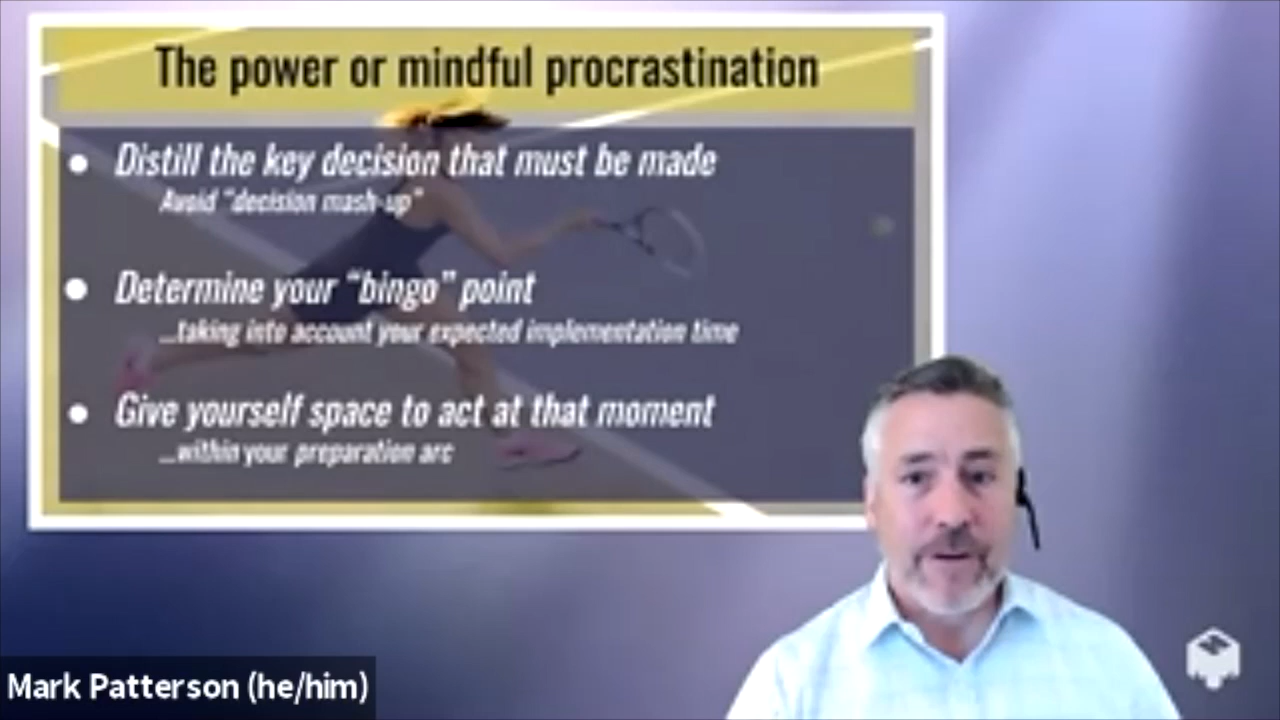 The power or mindful procrastination
● Distill the key decision that must be made
Avoid "decision mash-up"
● Determine your "bingo" point
...taking into account your expected implementation time
● Give yourself space to act at that moment
...within your preparation arc
Mark Patterson (he/him)